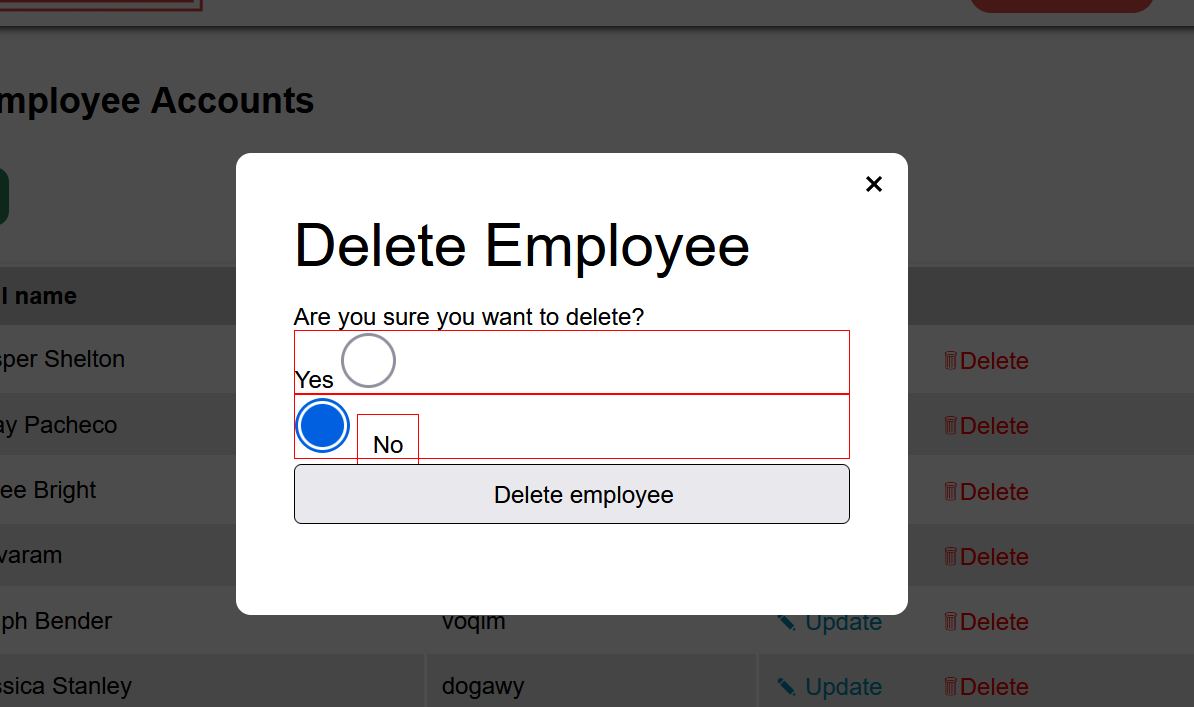 mployee Accounts
×
Delete Employee
l name
Are you sure you want to delete?
per Shelton
Delete
Yes
ay Pacheco
Delete
No
ee Bright
Delete employee
Delete
varam
Delete
ph Bender
voqim
Update
Delete
ssica Stanley
dogawy
Update
Delete